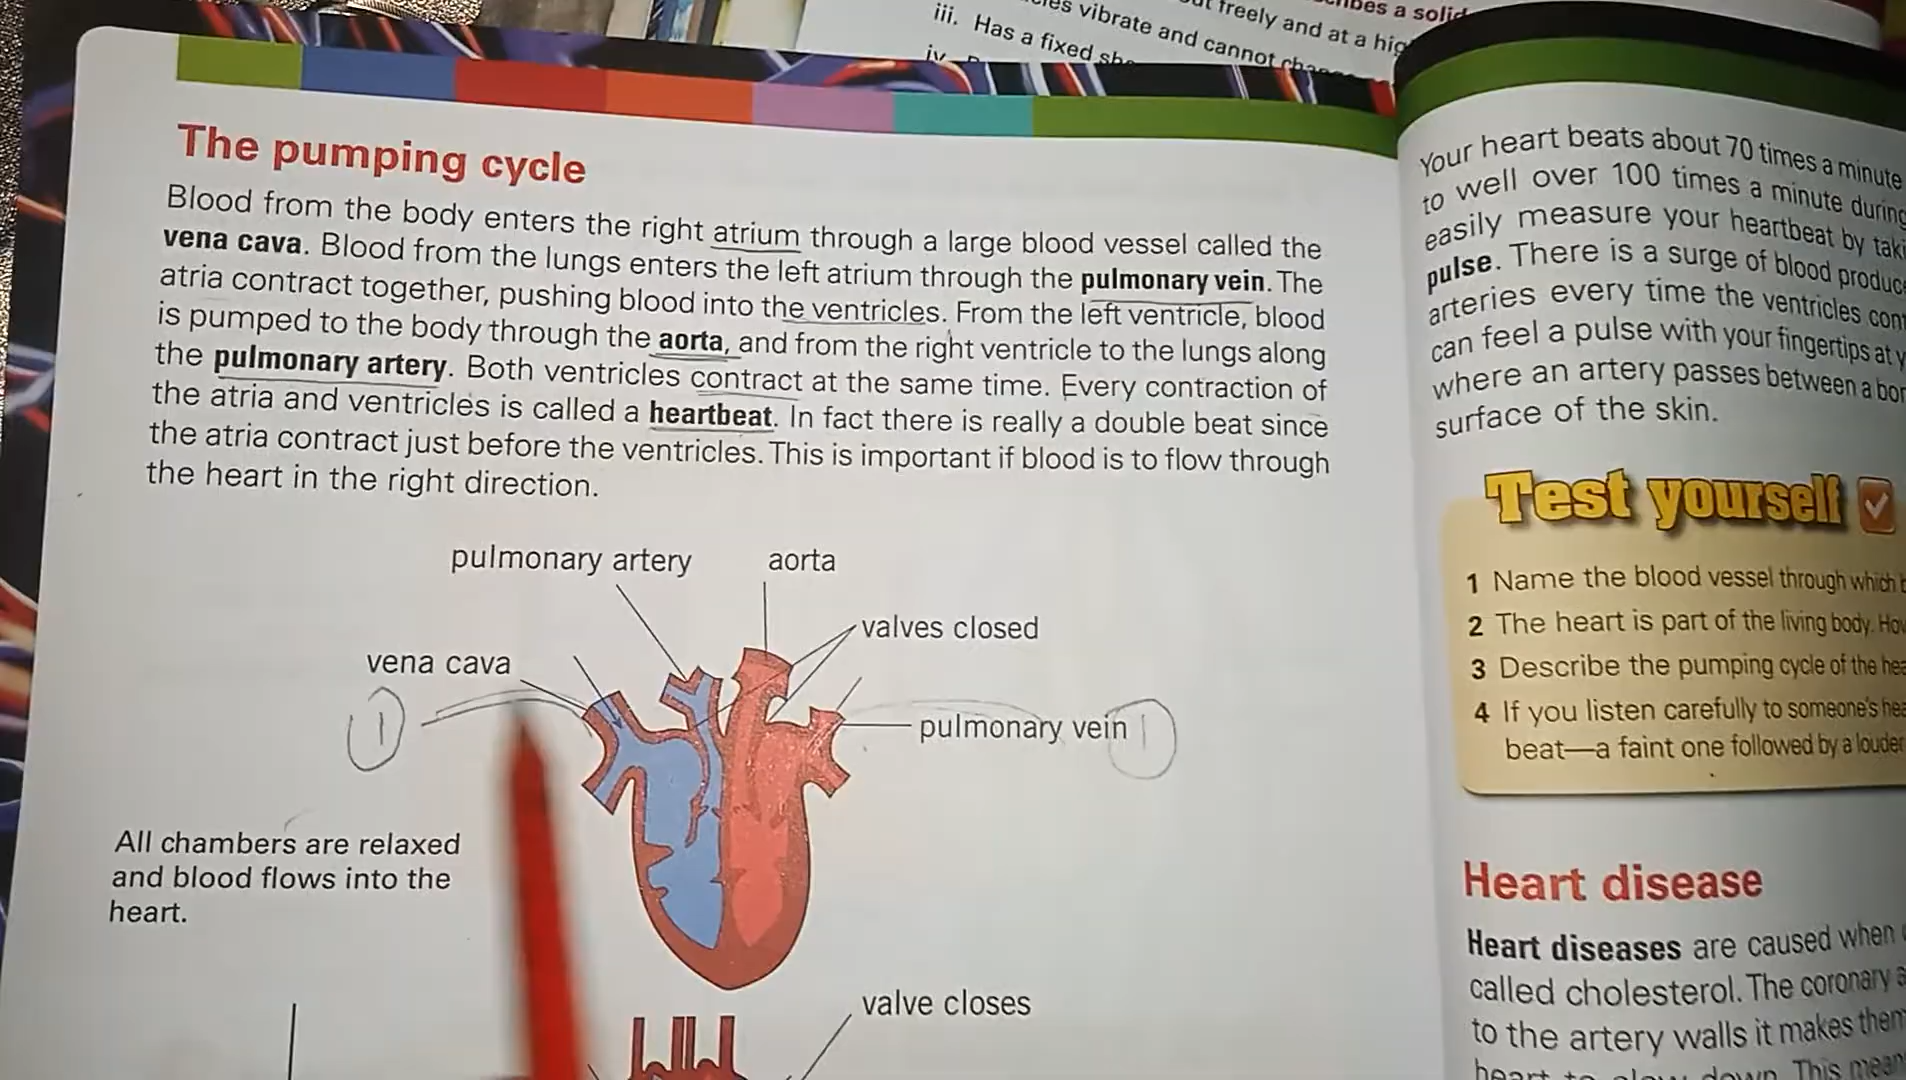 iii. Has a fixed
vibrate and cannot
freely and at a
a solid
The pumping cycle
Blood from the body enters the right atrium through a large blood vessel called the
vena cava. Blood from the lungs enters the left atrium through the pulmonary vein. The
atria contract together, pushing blood into the ventricles. From the left ventricle, blood
is pumped to the body through the aorta, and from the right ventricle to the lungs along
the pulmonary artery. Both ventricles contract at the same time. Every contraction of
the atria and ventricles is called a heartbeat. In fact there is really a double beat since
the atria contract just before the ventricles. This is important if blood is to flow through
the heart in the right direction.
pulmonary artery
aorta
valves closed
vena cava
1
pulmonary vein 1
All chambers are relaxed
and blood flows into the
heart.
valve closes
Your heart beats about 70 times a minute
to well over 100 times a minute during
easily measure your heartbeat by
pulse. There is a surge of blood
arteries every time the ventricles
can feel a pulse with your fingertips at
where an artery passes between a
surface of the skin.
Test yourself
1 Name the blood vessel through which
2 The heart is part of the living body.
3 Describe the pumping cycle of the
4 If you listen carefully to someone's
beat—a faint one followed by a louder
Heart disease
Heart diseases are caused when
called cholesterol. The coronary
to the artery walls it makes them
heart to slow down. This